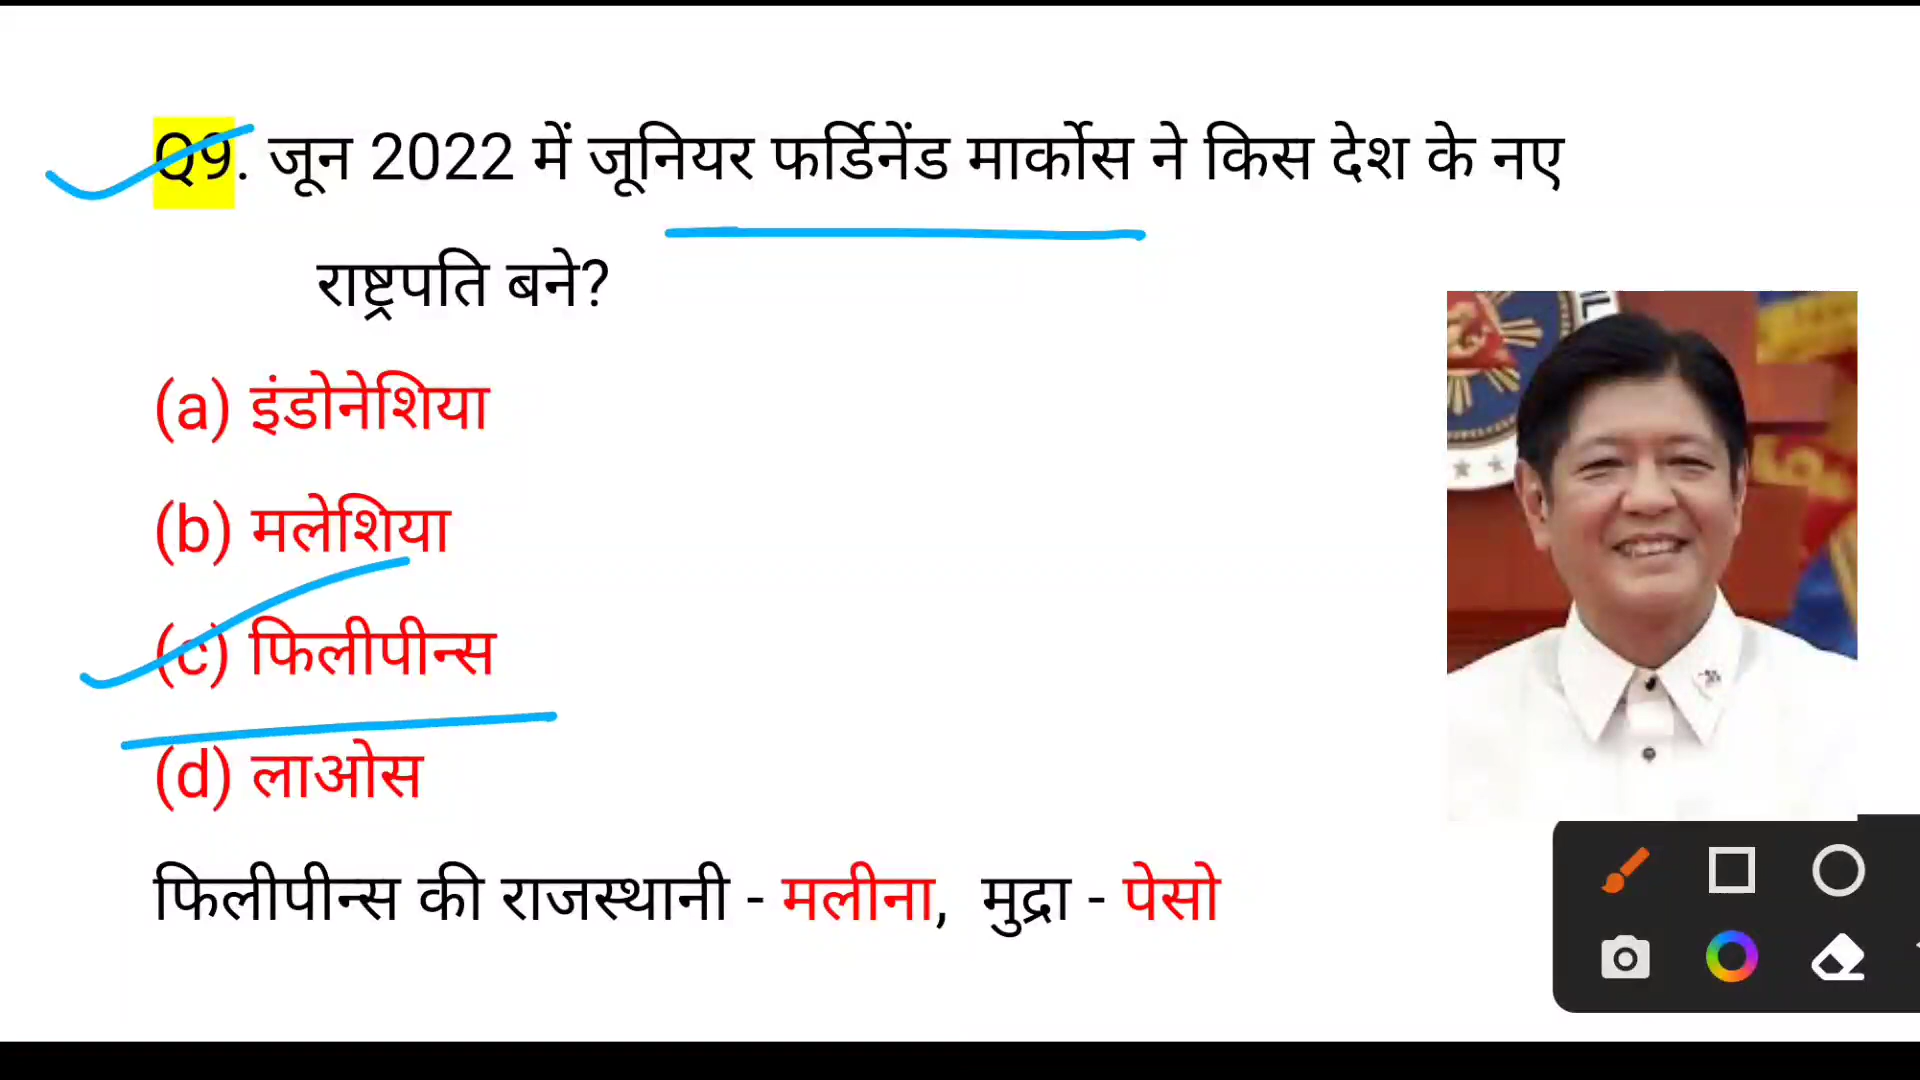 Q9. जून 2022 में जूनियर फर्डिनेंड मार्कोस ने किस देश के नए
राष्ट्रपति बने?
(a) इंडोनेशिया
(b) मलेशिया
(c) फिलीपीन्स
(d) लाओस
फिलीपीन्स की राजस्थानी - मलीना, मुद्रा - पेसो